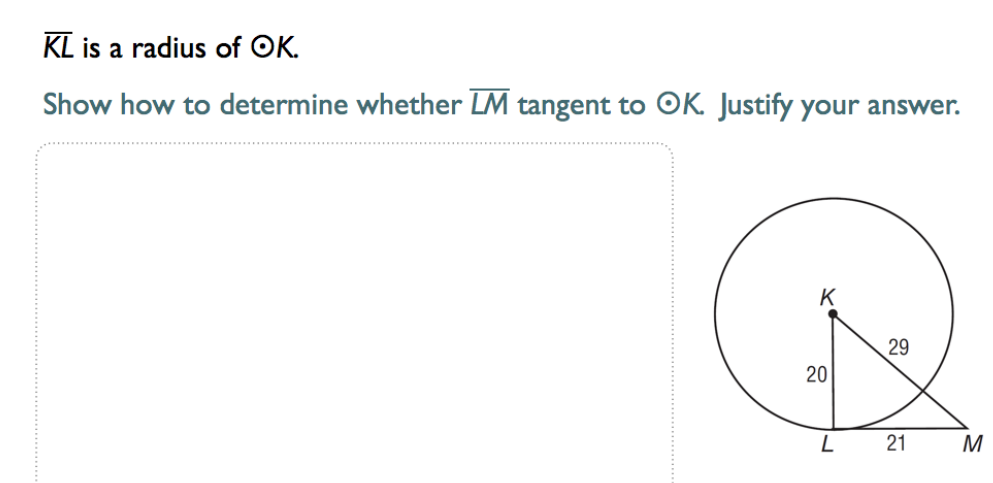 KL is a radius of ⊙K.
Show how to determine whether LM tangent to ⊙K. Justify your answer.
K
29
20
L
21
M